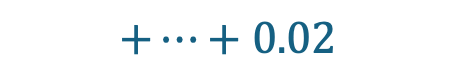 + ⋯ + 0.02